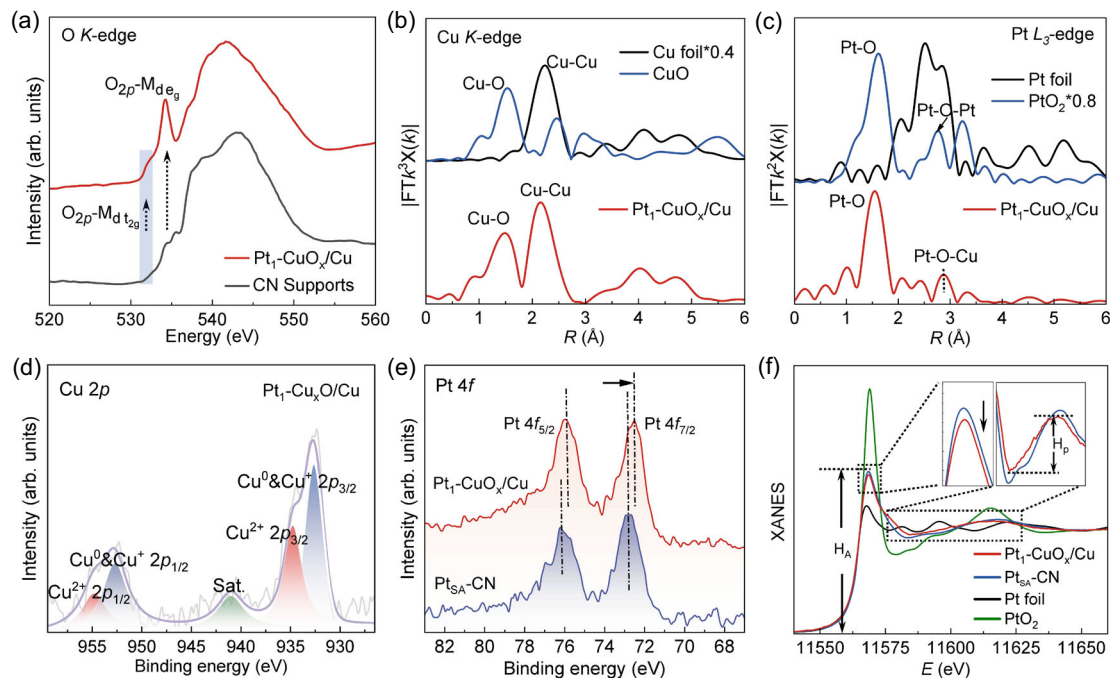 (a)
O K-edge
O2p-Md eg
O2p-Md t2g
Pt1-CuOx/Cu
CN Supports
Intensity (arb. units)
520 530 540 550 560
Energy (eV)
(b)
Cu K-edge
Cu foil*0.4
CuO
Cu-O
Cu-Cu
Cu-Cu
Cu-O
Pt1-CuOx/Cu
|FTk²X(k)|
0 1 2 3 4 5 6
R (Å)
(c)
Pt L3-edge
Pt-O
Pt foil
PtO2*0.8
Pt-O-Pt
Pt-O
Pt1-CuOx/Cu
Pt-O-Cu
|FTk²X(k)|
0 1 2 3 4 5 6
R (Å)
(d)
Cu 2p
Pt1-CuxO/Cu
Cu0&Cu+ 2p3/2
Cu2+ 2p3/2
Cu0&Cu+ 2p1/2
Cu2+ 2p1/2
Sat.
Intensity (arb. units)
955 950 945 940 935 930
Binding energy (eV)
(e)
Pt 4f
Pt 4f5/2
Pt 4f7/2
Pt1-CuOx/Cu
PtSA-CN
Intensity (arb. units)
82 80 78 76 74 72 70 68
Binding energy (eV)
(f)
Hp
HA
Pt1-CuOx/Cu
PtSA-CN
Pt foil
PtO2
XANES
11550 11575 11600 11625
E (eV)